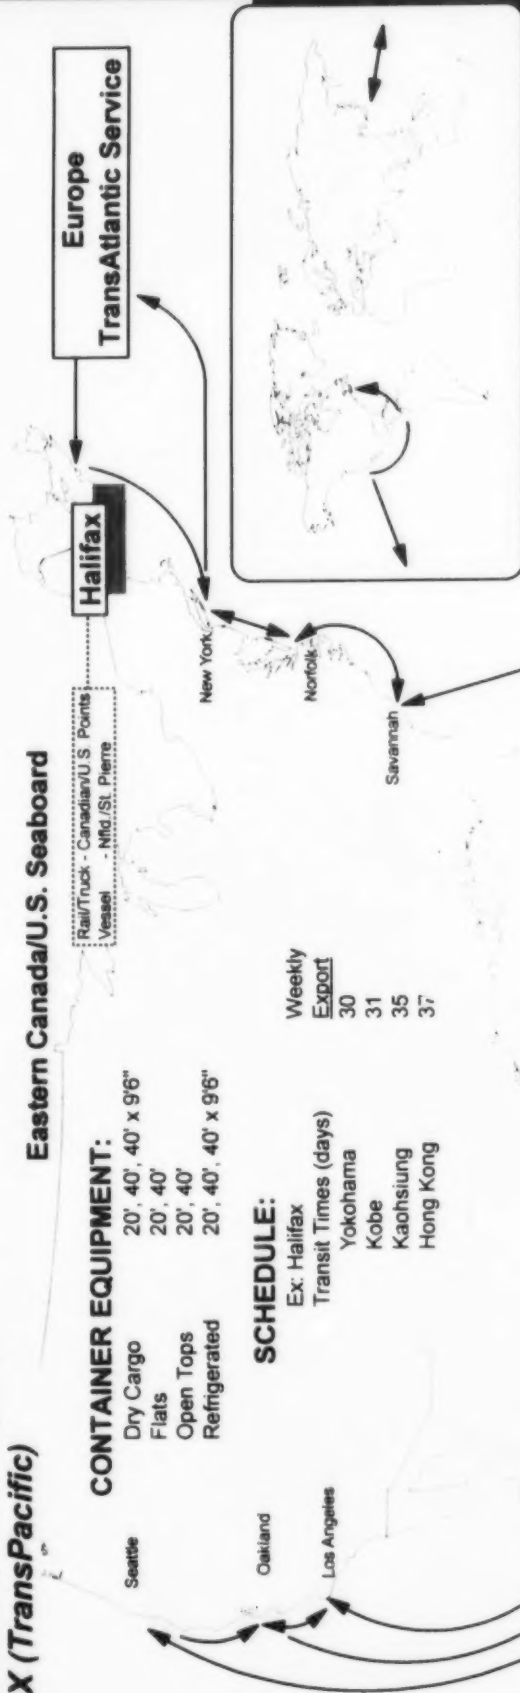 X (TransPacific)
Eastern Canada/U.S. Seaboard
Europe
TransAtlantic Service
Halifax
Rail/Truck - Canadian/U.S. Points
Vessel - Nfld./St. Pierre
New York
Norfolk
Savannah
Seattle
Oakland
Los Angeles
CONTAINER EQUIPMENT:
Dry Cargo 20', 40', 40' x 9'6"
Flats 20', 40'
Open Tops 20', 40'
Refrigerated 20', 40', 40' x 9'6"
SCHEDULE:
Ex: Halifax Weekly
Transit Times (days) Export
Yokohama 30
Kobe 31
Kaohsiung 35
Hong Kong 37